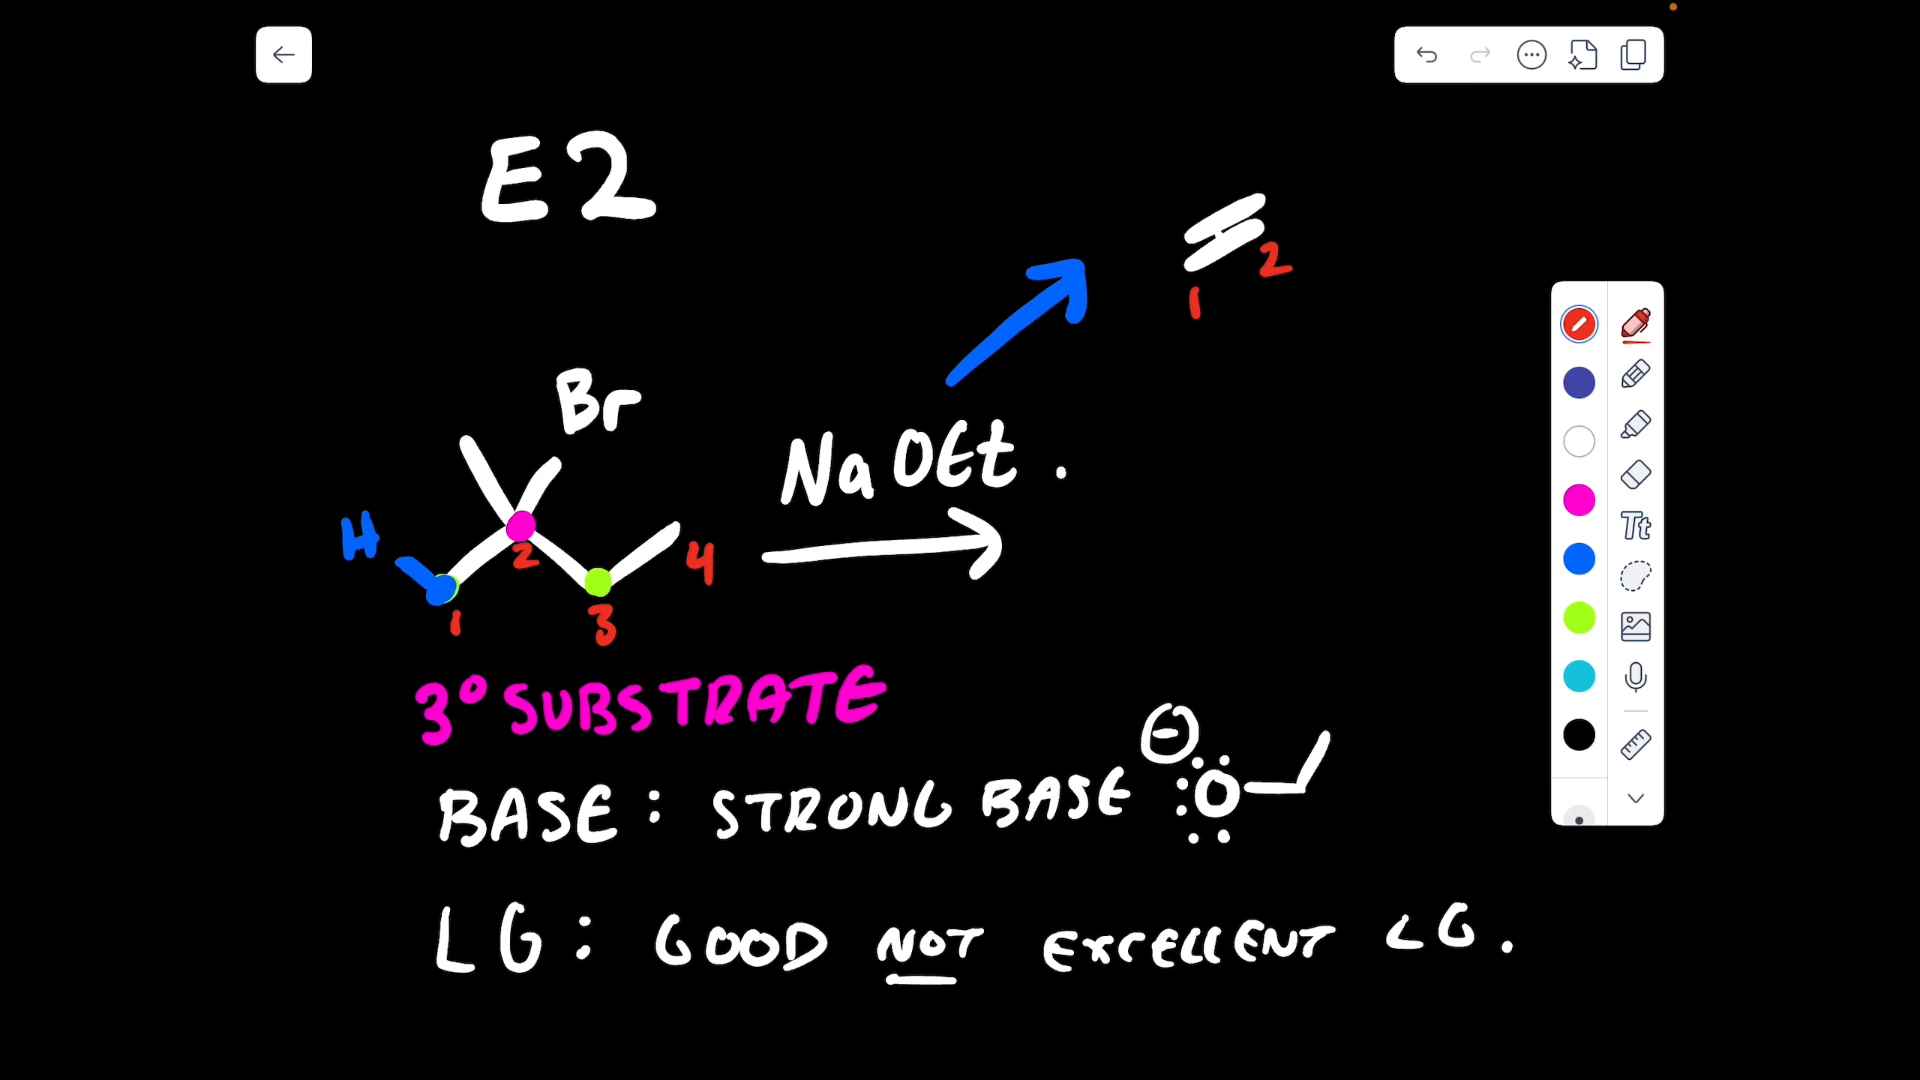 E2
2
1
Br
NaOEt.
H
2
4
1
3
3° SUBSTRATE
BASE: STRONG BASE ⊖ :O
LG: GOOD NOT EXCELLENT LG.
Tt